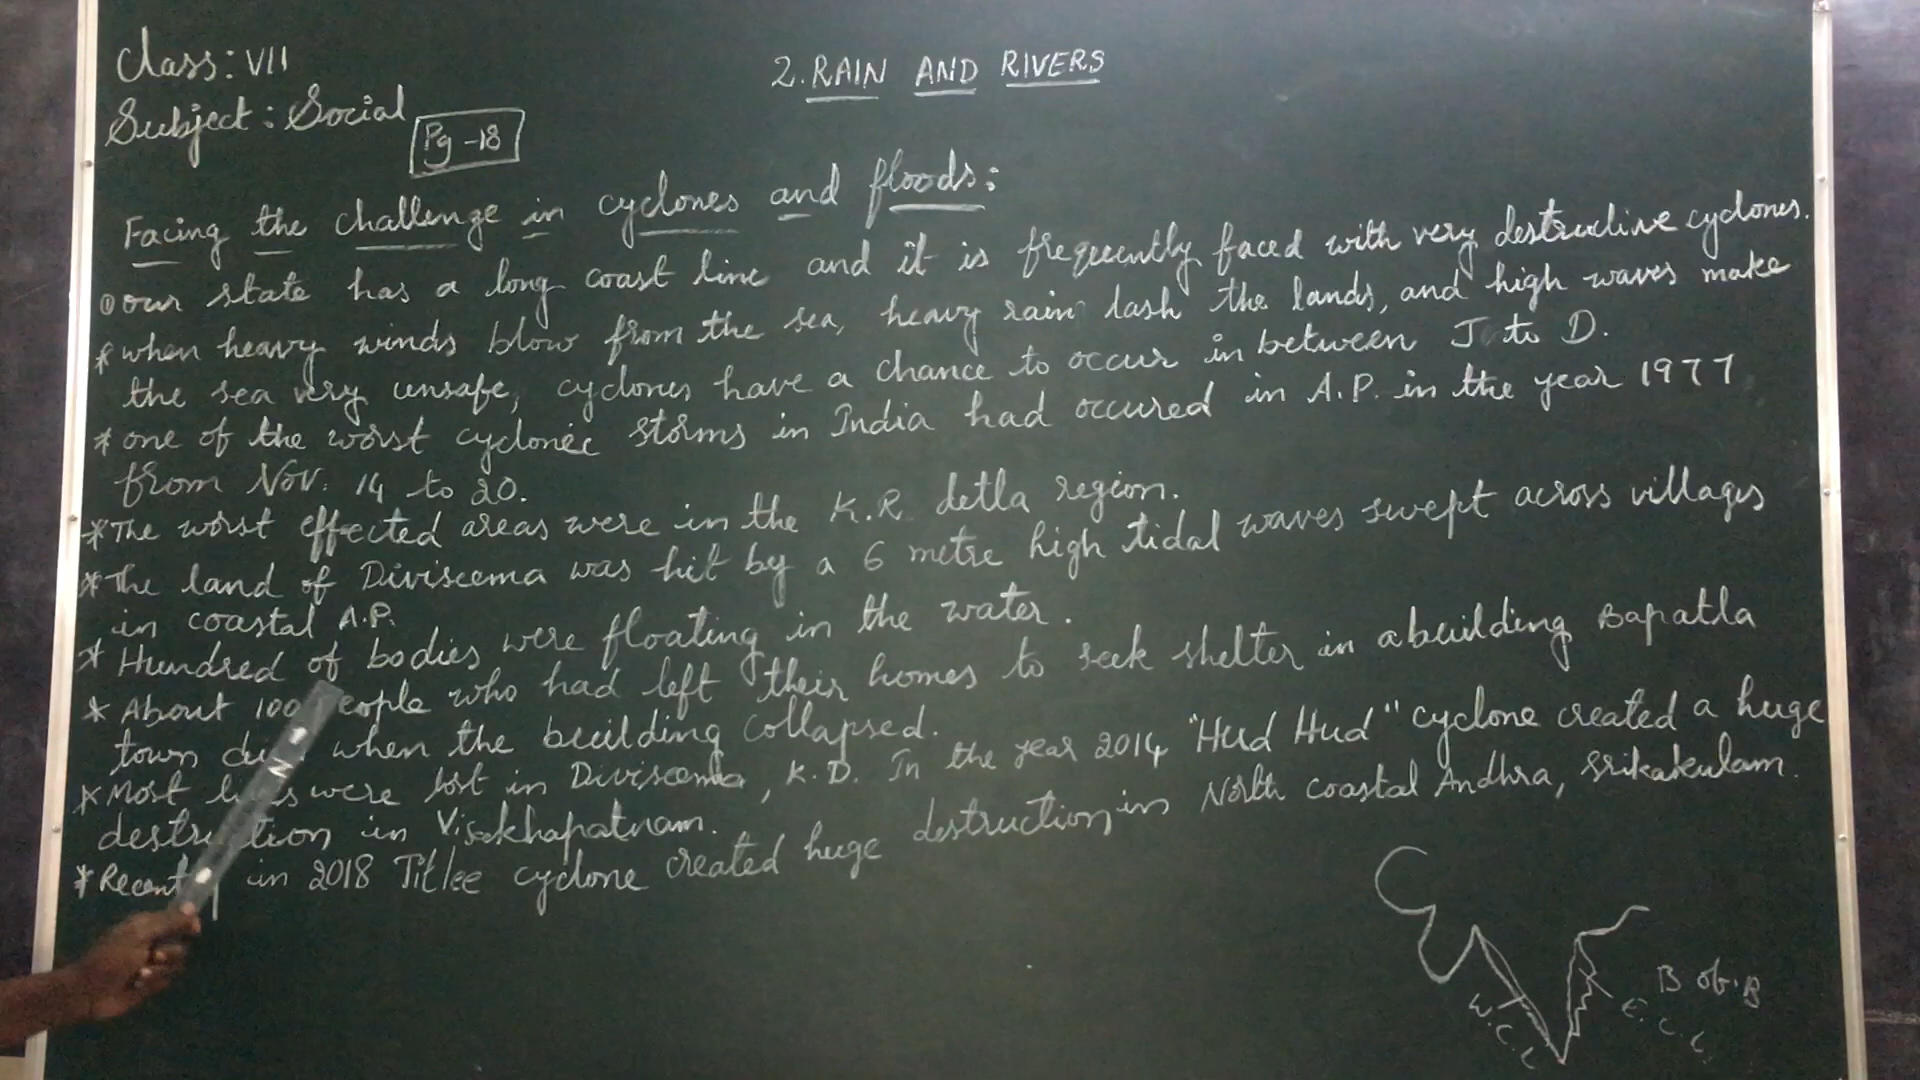 Class: VII
2. RAIN AND RIVERS
Subject: Social
Pg-18
Facing the challenge in cyclones and floods:
① our state has a long coast line and it is frequently faced with very destructive cyclones.
* when heavy winds blow from the sea, heavy rain lash the lands, and high waves make
the sea very unsafe, cyclones have a chance to occur in between J to D.
* one of the worst cyclonic storms in India had occured in A.P. in the year 1977
from Nov. 14 to 20.
* The worst effected areas were in the K.R detla region.
* The land of Diviseema was hit by a 6 metre high tidal waves swept across villages
in coastal A.P.
* Hundred of bodies were floating in the water.
* About 100 people who had left their homes to seek shelter in a building Bapatla
town when the building collapsed.
* Most were lost in Diviseema, K.D. In the year 2014 "Hud Hud" cyclone created a huge
destruction in Visakhapatnam.
* Recently in 2018 Titlee cyclone created huge destruction in North coastal Andhra, Srikakulam.
B of B
W.C.L
E.C.L